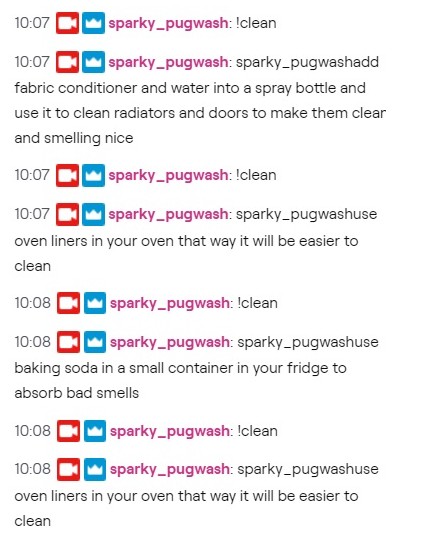 10:07 sparky_pugwash: !clean
10:07 sparky_pugwash: sparky_pugwashadd
fabric conditioner and water into a spray bottle and
use it to clean radiators and doors to make them clear
and smelling nice
10:07 sparky_pugwash: !clean
10:07 sparky_pugwash: sparky_pugwashuse
oven liners in your oven that way it will be easier to
clean
10:08 sparky_pugwash: !clean
10:08 sparky_pugwash: sparky_pugwashuse
baking soda in a small container in your fridge to
absorb bad smells
10:08 sparky_pugwash: !clean
10:08 sparky_pugwash: sparky_pugwashuse
oven liners in your oven that way it will be easier to
clean